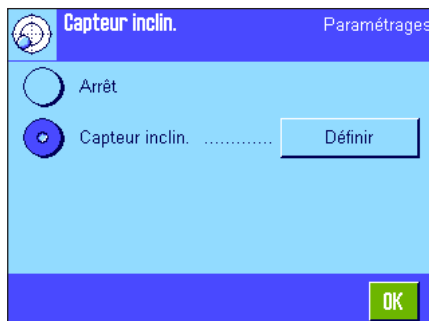 Capteur inclin. Paramétrages
Arrêt
Capteur inclin. ............. Définir
OK